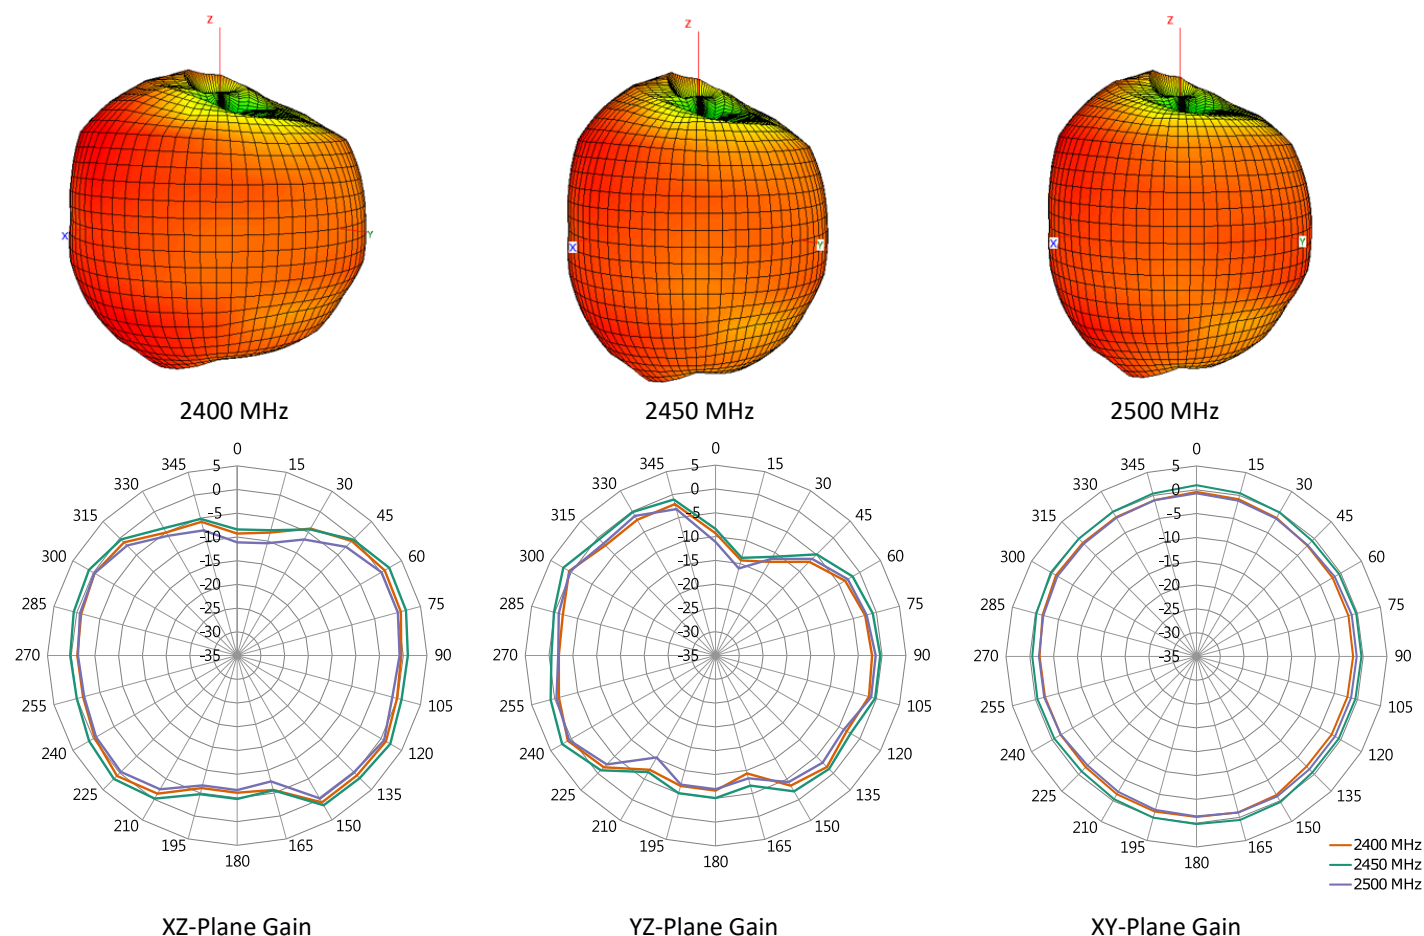 Z Z Z
X Y X Y X Y
2400 MHz 2450 MHz 2500 MHz
0 0 0
345 5 15 345 5 15 345 5 15
330 0 30 330 0 30 330 0 30
315 -5 45 315 -5 45 315 -5 45
-10 -10 -10
300 -15 60 300 -15 60 300 -15 60
-20 -20 -20
285 -25 75 285 -25 75 285 -25 75
-30 -30 -30
270 -35 90 270 -35 90 270 -35 90
255 105 255 105 255 105
240 120 240 120 240 120
225 135 225 135 225 135
210 150 210 150 210 150
195 165 195 165 195 165
180 180 180
2400 MHz
2450 MHz
2500 MHz
XZ-Plane Gain YZ-Plane Gain XY-Plane Gain